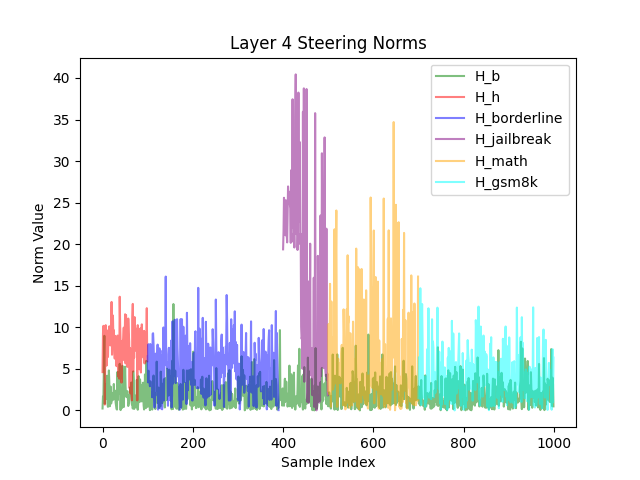 Layer 4 Steering Norms
H_b
H_h
H_borderline
H_jailbreak
H_math
H_gsm8k
Norm Value
40
35
30
25
20
15
10
5
0
0 200 400 600 800 1000
Sample Index